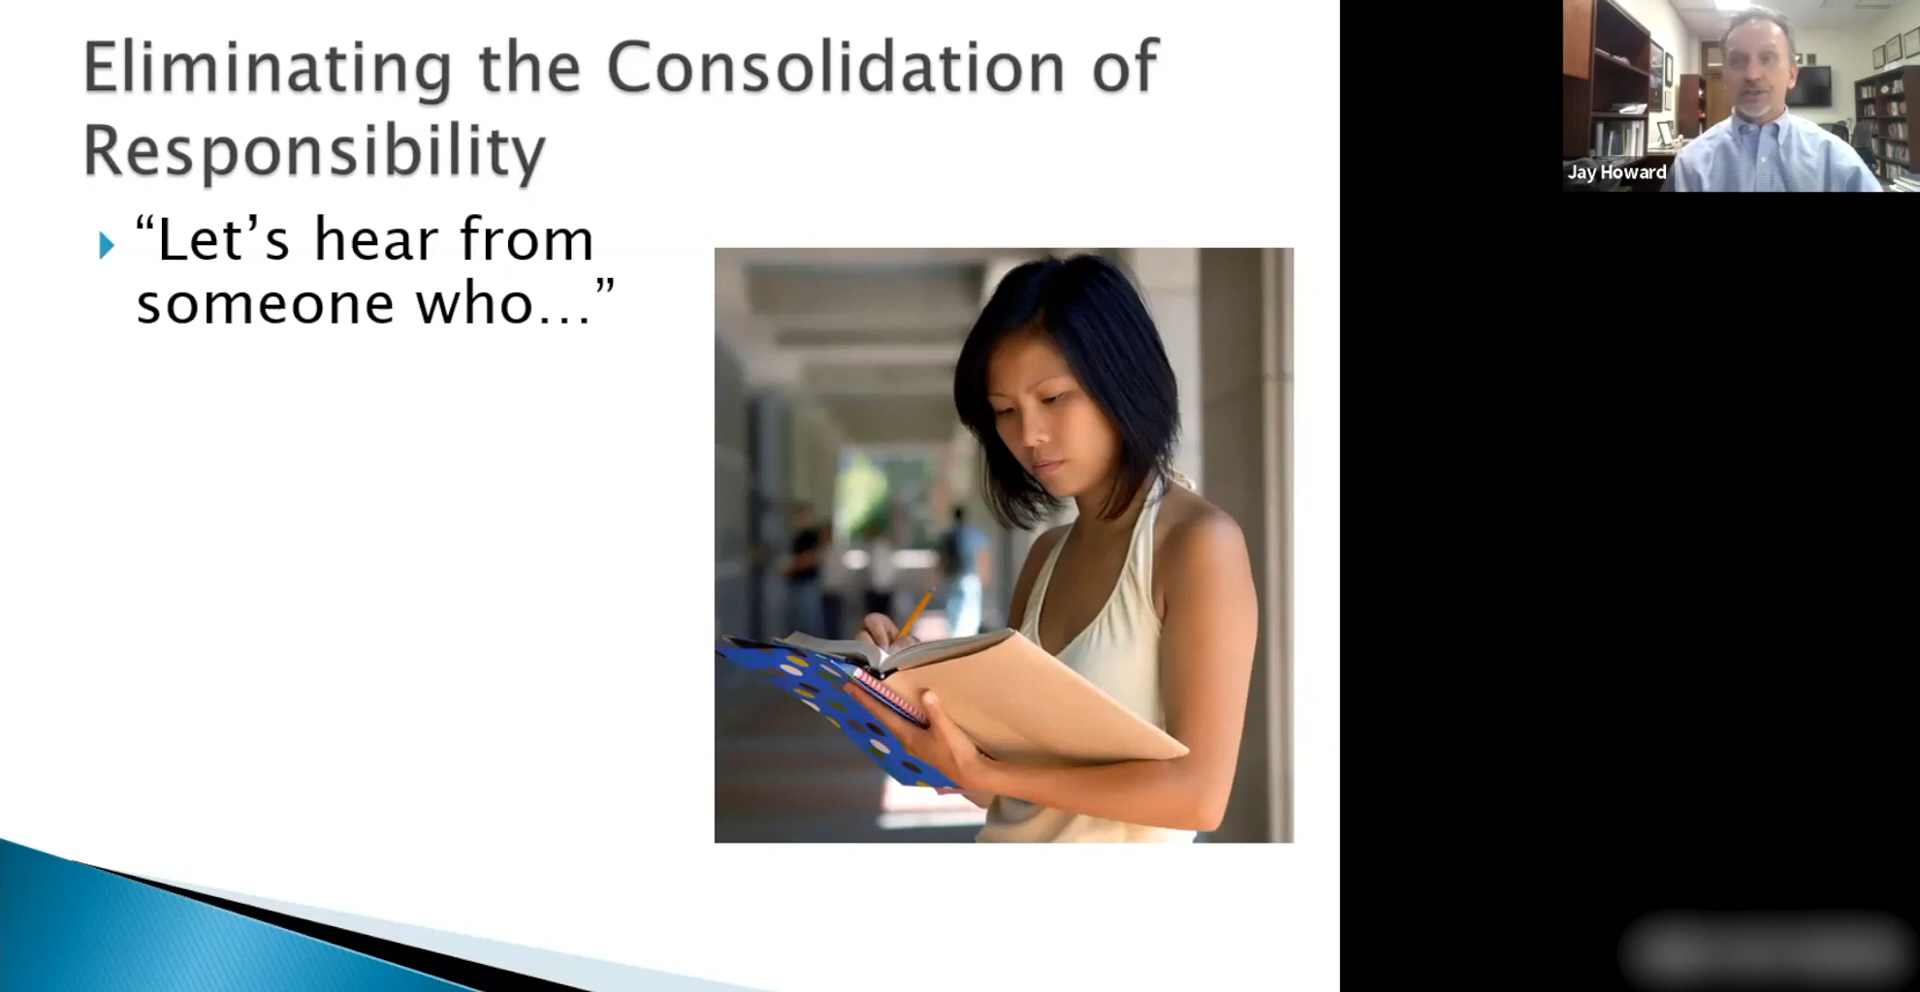 Eliminating the Consolidation of
Responsibility
“Let’s hear from
someone who…”
Jay Howard